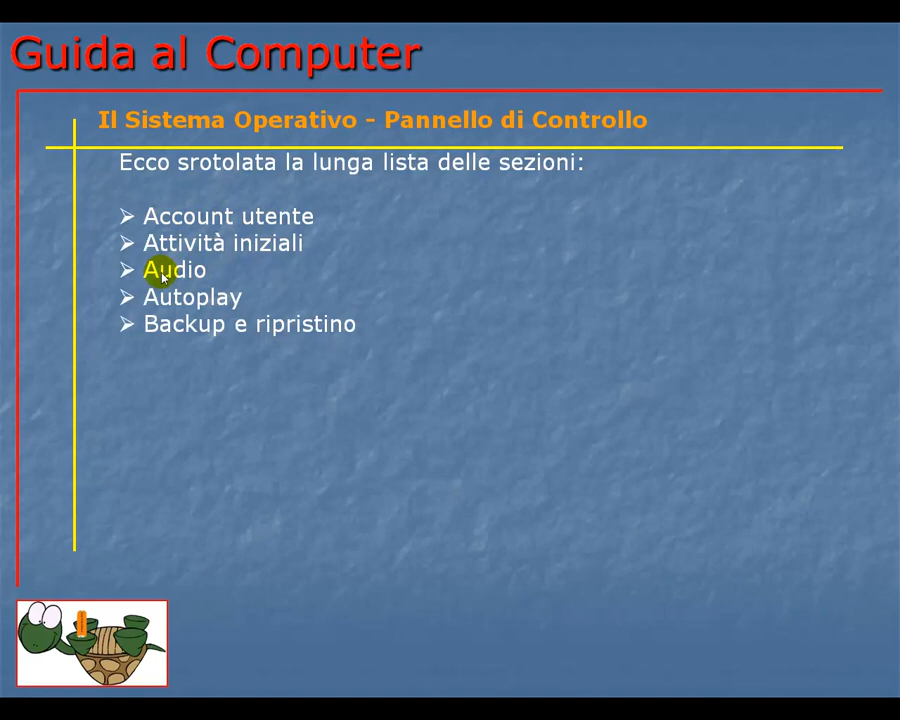 Guida al Computer
Il Sistema Operativo - Pannello di Controllo
Ecco srotolata la lunga lista delle sezioni:
Account utente
Attività iniziali
Audio
Autoplay
Backup e ripristino